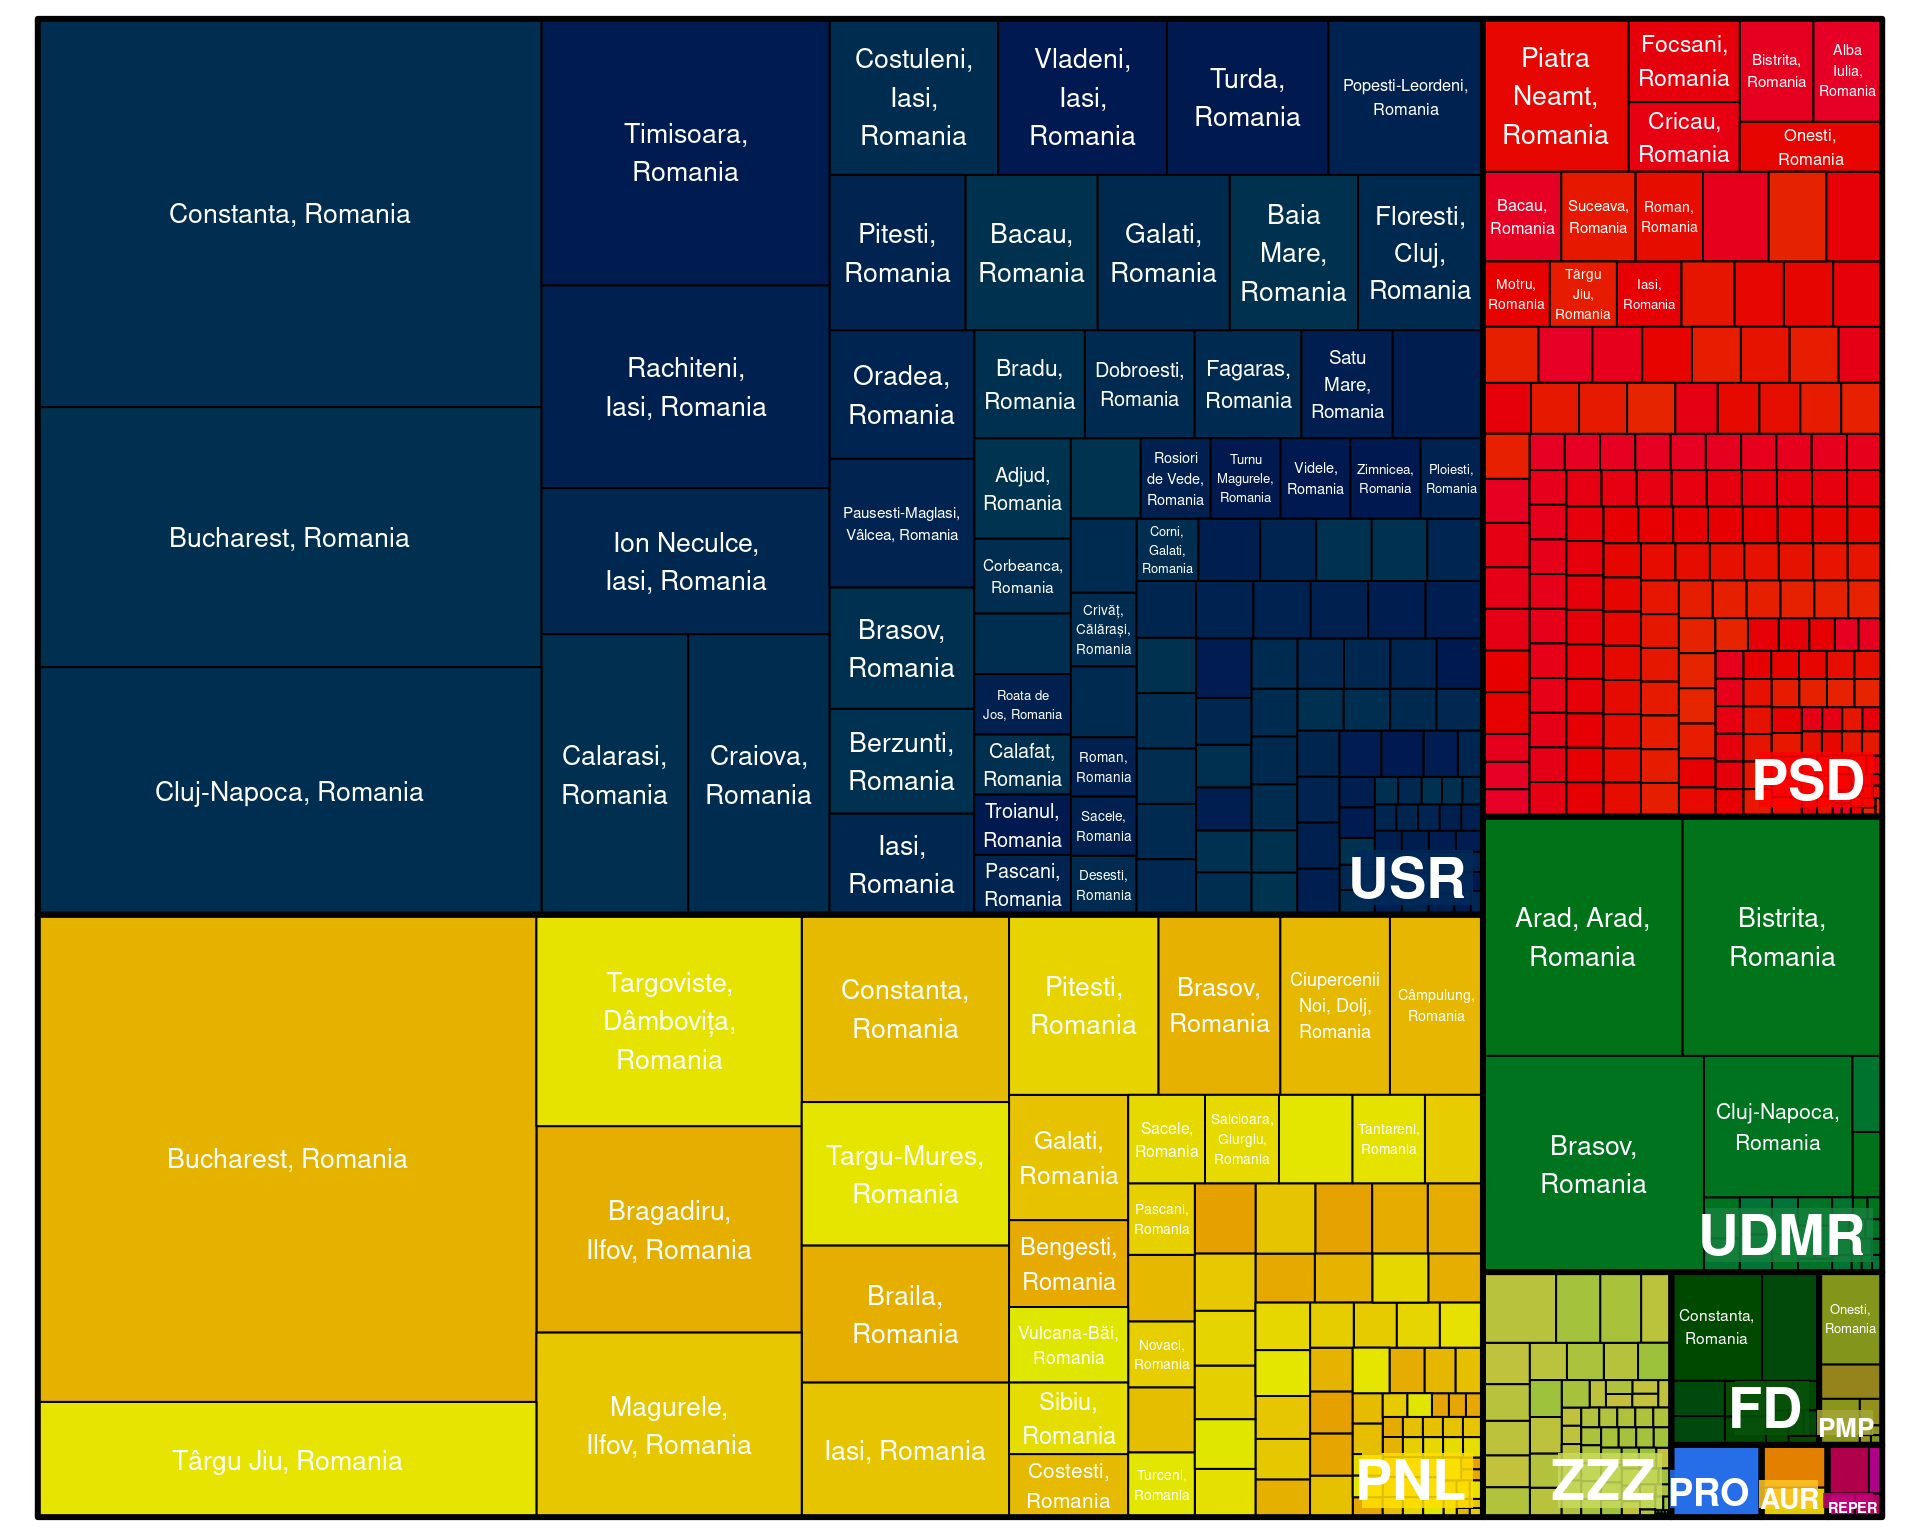 Constanta, Romania
Bucharest, Romania
Cluj-Napoca, Romania
Timisoara,
Romania
Rachiteni,
Iasi, Romania
Ion Neculce,
Iasi, Romania
Calarasi,
Romania
Craiova,
Romania
Costuleni,
Iasi,
Romania
Vladeni,
Iasi,
Romania
Turda,
Romania
Popesti-Leordeni,
Romania
Pitesti,
Romania
Bacau,
Romania
Galati,
Romania
Baia
Mare,
Romania
Floresti,
Cluj,
Romania
Oradea,
Romania
Pausesti-Maglasi,
Vâlcea, Romania
Brasov,
Romania
Berzunti,
Romania
Iasi,
Romania
Bradu,
Romania
Dobroesti,
Romania
Fagaras,
Romania
Satu
Mare,
Romania
Adjud,
Romania
Corbeanca,
Romania
Roata de
Jos, Romania
Calafat,
Romania
Troianul,
Romania
Pascani,
Romania
Rosiori
de Vede,
Romania
Turnu
Magurele,
Romania
Videle,
Romania
Zimnicea,
Romania
Ploiesti,
Romania
Corni,
Galati,
Romania
Crivăț,
Călărași,
Romania
Roman,
Romania
Sacele,
Romania
Desesti,
Romania
USR
Piatra
Neamt,
Romania
Focsani,
Romania
Cricau,
Romania
Bistrita,
Romania
Alba
Iulia,
Romania
Onesti,
Romania
Bacau,
Romania
Suceava,
Romania
Roman,
Romania
Motru,
Romania
Târgu
Jiu,
Romania
Iasi,
Romania
PSD
Bucharest, Romania
Târgu Jiu, Romania
Targoviste,
Dâmbovița,
Romania
Bragadiru,
Ilfov, Romania
Magurele,
Ilfov, Romania
Constanta,
Romania
Targu-Mures,
Romania
Braila,
Romania
Iasi, Romania
Pitesti,
Romania
Brasov,
Romania
Ciupercenii
Noi, Dolj,
Romania
Câmpulung,
Romania
Galati,
Romania
Bengesti,
Romania
Vulcana-Băi,
Romania
Sibiu,
Romania
Costesti,
Romania
Sacele,
Romania
Salcioara,
Giurgiu,
Romania
Tantareni,
Romania
Pascani,
Romania
Novaci,
Romania
Turceni,
Romania
PNL
Arad, Arad,
Romania
Bistrita,
Romania
Brasov,
Romania
Cluj-Napoca,
Romania
UDMR
ZZZ
Constanta,
Romania
FD
Onesti,
Romania
PMP
PRO
AUR
REPER